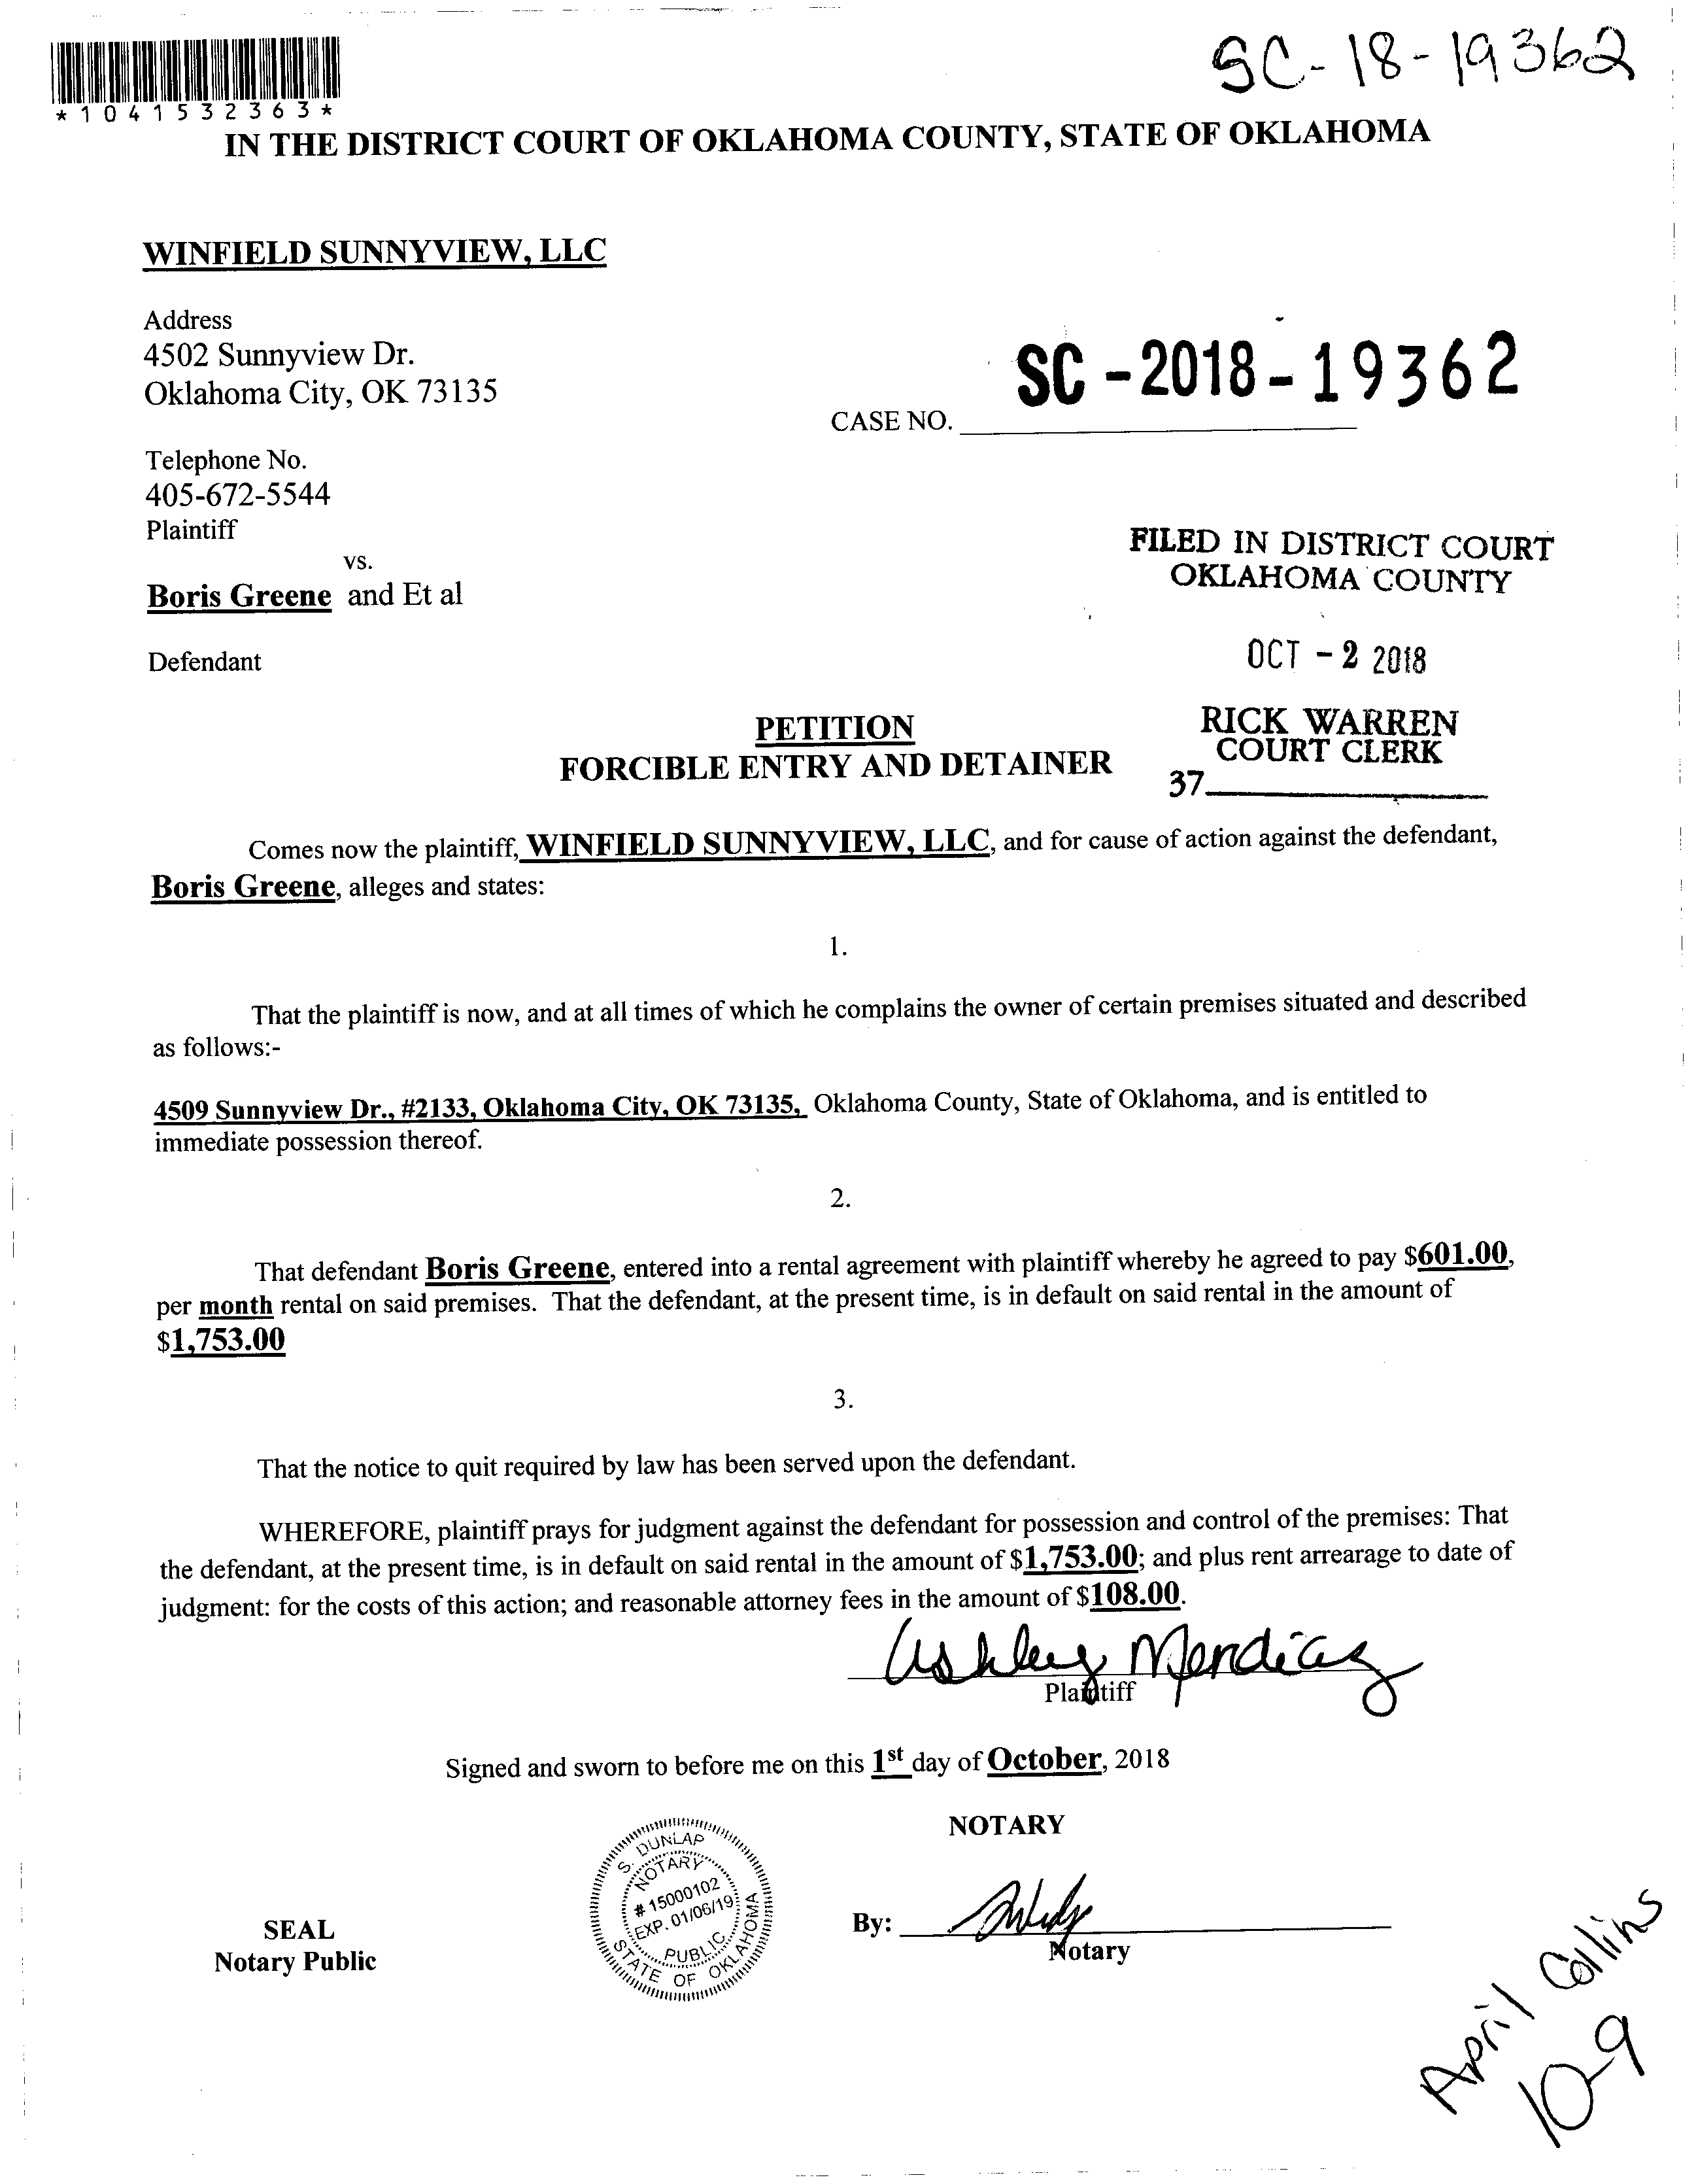 SC-18-19362
*1041532363*
IN THE DISTRICT COURT OF OKLAHOMA COUNTY, STATE OF OKLAHOMA
WINFIELD SUNNYVIEW, LLC
Address
4502 Sunnyview Dr.
Oklahoma City, OK 73135
SC-2018-19362
CASE NO.
Telephone No.
405-672-5544
Plaintiff
vs.
Boris Greene and Et al
Defendant
FILED IN DISTRICT COURT
OKLAHOMA COUNTY
OCT - 2 2018
RICK WARREN
COURT CLERK
37
PETITION
FORCIBLE ENTRY AND DETAINER
Comes now the plaintiff, WINFIELD SUNNYVIEW, LLC, and for cause of action against the defendant,
Boris Greene, alleges and states:
1.
That the plaintiff is now, and at all times of which he complains the owner of certain premises situated and described
as follows:-
4509 Sunnyview Dr., #2133, Oklahoma City, OK 73135, Oklahoma County, State of Oklahoma, and is entitled to
immediate possession thereof.
2.
That defendant Boris Greene, entered into a rental agreement with plaintiff whereby he agreed to pay $601.00,
per month rental on said premises. That the defendant, at the present time, is in default on said rental in the amount of
$1,753.00
3.
That the notice to quit required by law has been served upon the defendant.
WHEREFORE, plaintiff prays for judgment against the defendant for possession and control of the premises: That
the defendant, at the present time, is in default on said rental in the amount of $1,753.00; and plus rent arrearage to date of
judgment: for the costs of this action; and reasonable attorney fees in the amount of $108.00.
Ashley Mendiaz
Plaintiff
Signed and sworn to before me on this 1st day of October, 2018
NOTARY
S. DUNLAP
NOTARY
# 15000102
EXP. 01/06/19
PUBLIC
STATE OF OKLAHOMA
SEAL
Notary Public
By:
Notary
April Collins
10-9